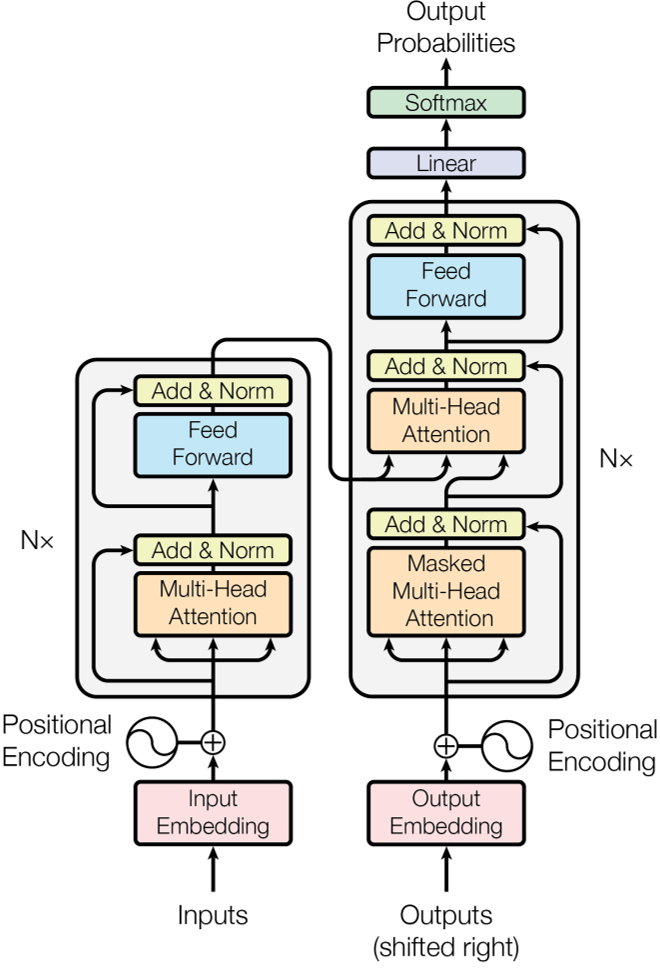 Output
Probabilities
Softmax
Linear
Add & Norm
Feed
Forward
Add & Norm
Multi-Head
Attention
Add & Norm
Masked
Multi-Head
Attention
N×
Positional
Encoding
Output
Embedding
Outputs
(shifted right)
Add & Norm
Feed
Forward
Add & Norm
Multi-Head
Attention
N×
Positional
Encoding
Input
Embedding
Inputs